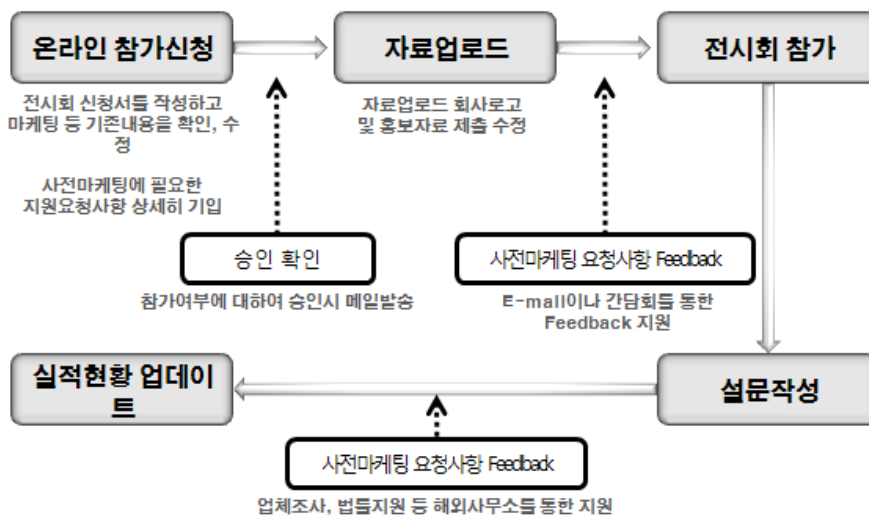 온라인 참가신청
자료업로드
전시회 참가
전시회 신청서를 작성하고
마케팅 등 기존내용을 확인, 수
정
사전마케팅에 필요한
지원요청사항 상세히 기입
자료업로드 회사로고
및 홍보자료 제출 수정
승인 확인
참가여부에 대하여 승인시 메일발송
사전마케팅 요청사항 Feedback
E-mall이나 간담회를 통한
Feedback 지원
실적현황 업데이
트
설문작성
사전마케팅 요청사항 Feedback
업체조사, 법률지원 등 해외사무소를 통한 지원